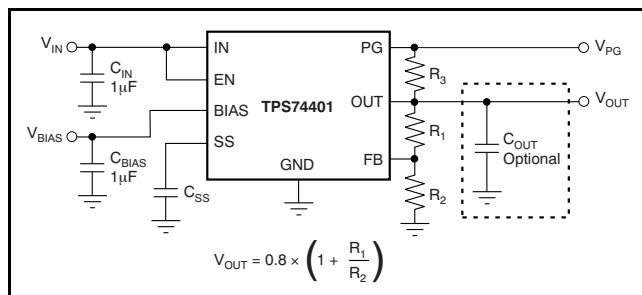 V_IN
C_IN
1μF
V_BIAS
C_BIAS
1μF
C_SS
IN
EN
BIAS
SS
TPS74401
GND
PG
OUT
FB
R_3
R_1
R_2
V_PG
V_OUT
C_OUT
Optional
V_OUT = 0.8 × (1 + R_1/R_2)